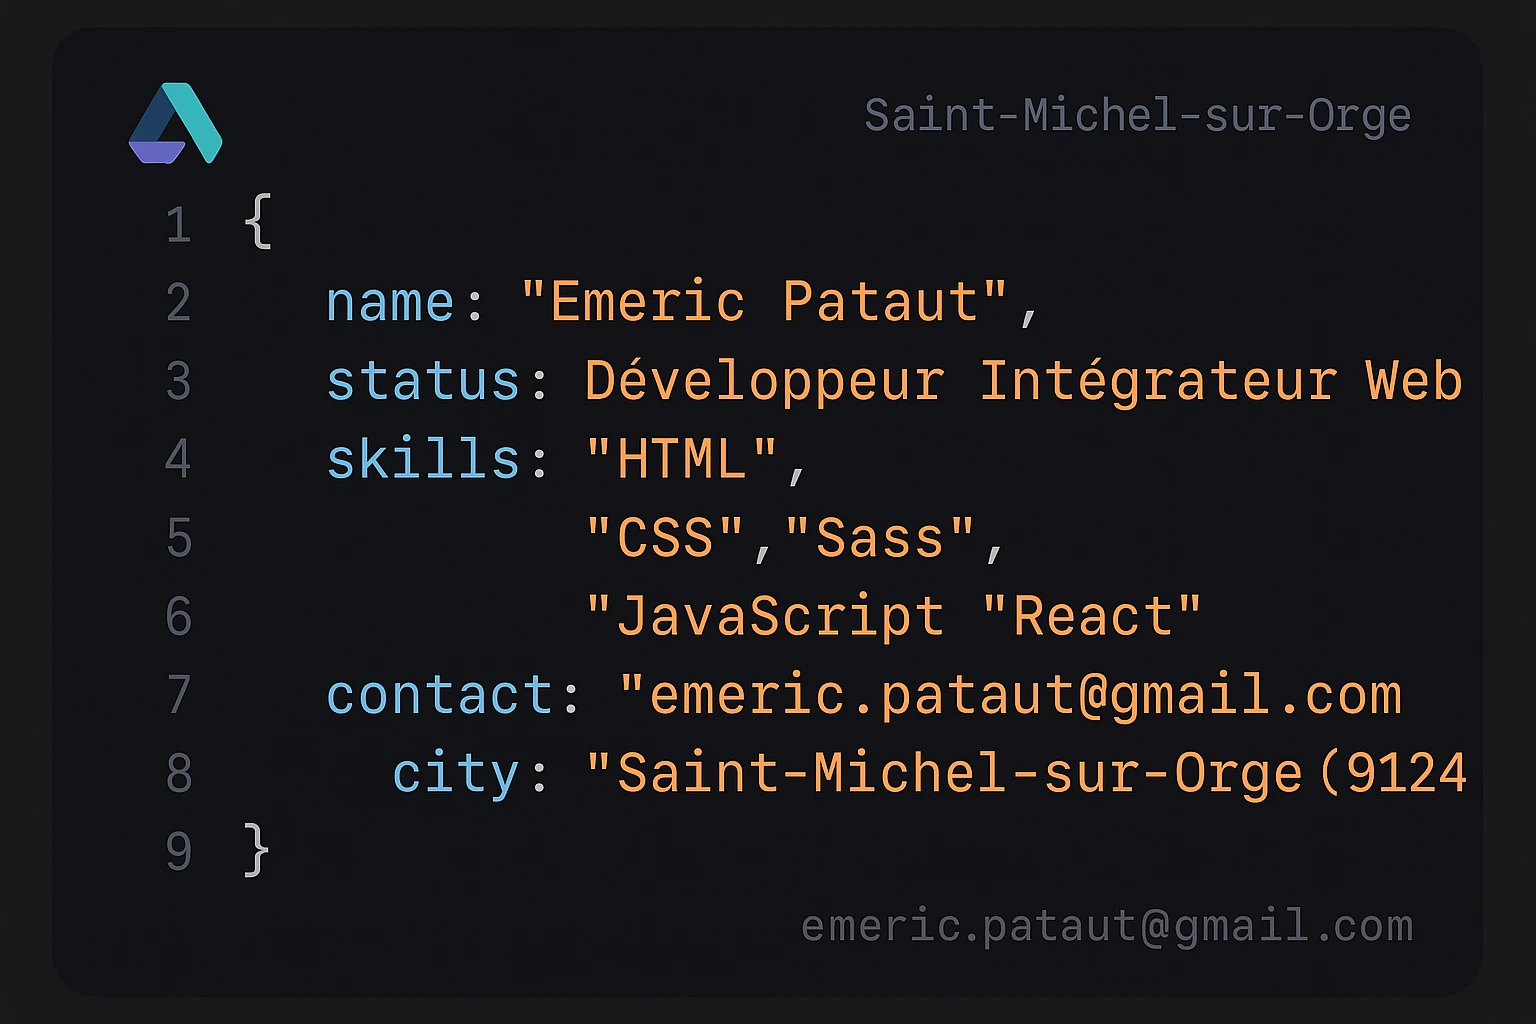 Saint-Michel-sur-Orge
1 {
2 name: "Emeric Pataut",
3 status: Développeur Intégrateur Web
4 skills: "HTML",
5 "CSS","Sass",
6 "JavaScript "React"
7 contact: "emeric.pataut@gmail.com
8 city: "Saint-Michel-sur-Orge(9124
9 }
emeric.pataut@gmail.com